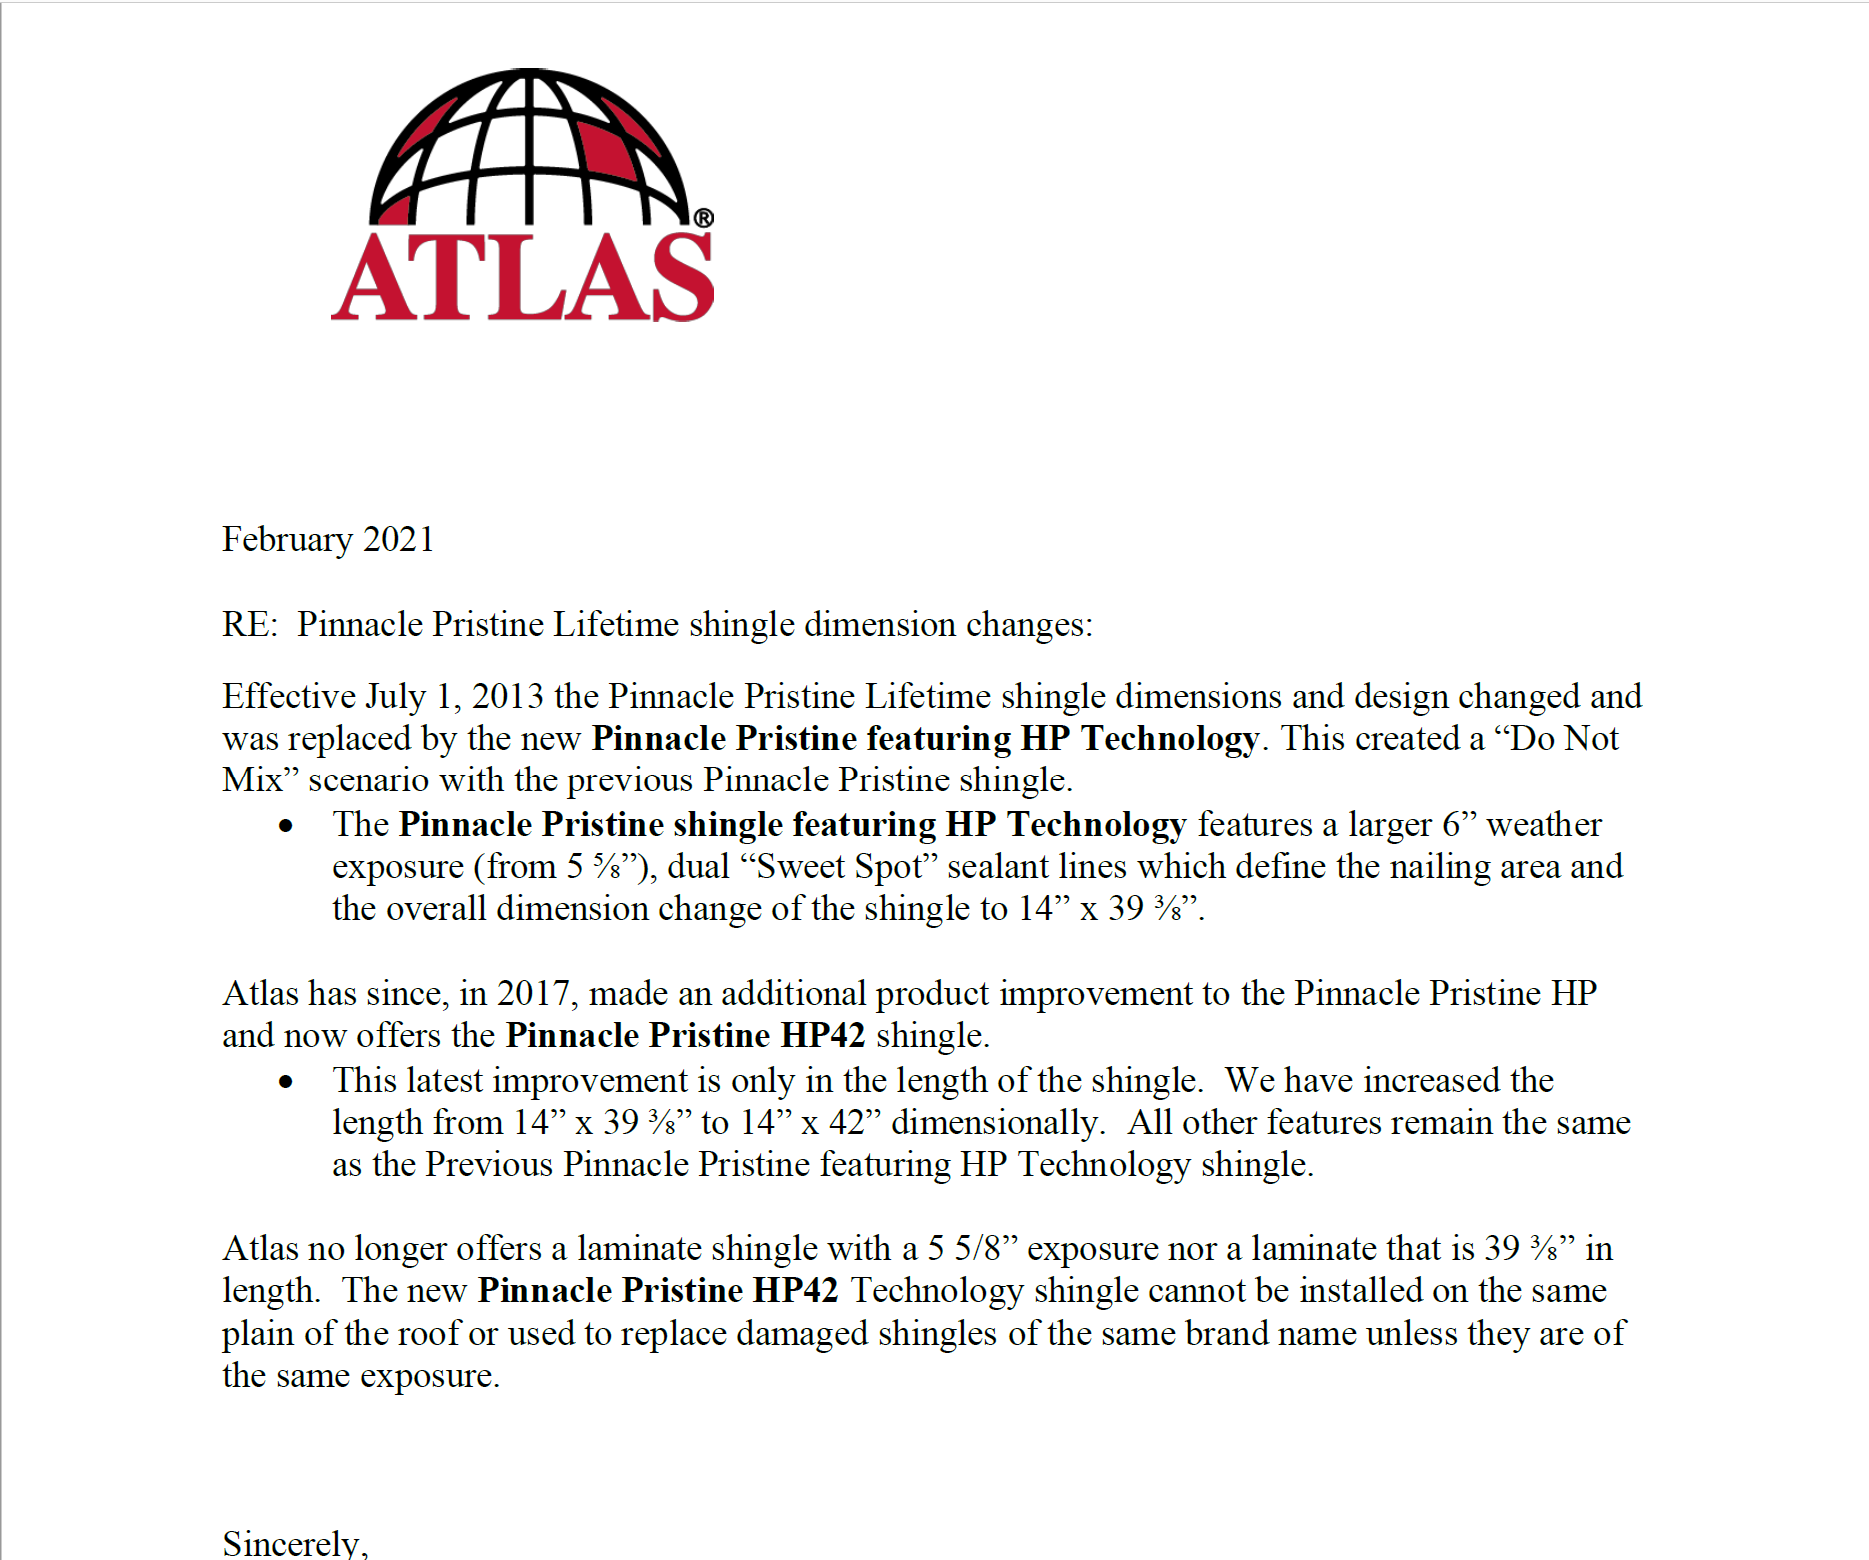 ATLAS®
February 2021
RE:  Pinnacle Pristine Lifetime shingle dimension changes:
Effective July 1, 2013 the Pinnacle Pristine Lifetime shingle dimensions and design changed and
was replaced by the new Pinnacle Pristine featuring HP Technology. This created a “Do Not
Mix” scenario with the previous Pinnacle Pristine shingle.
• The Pinnacle Pristine shingle featuring HP Technology features a larger 6” weather
exposure (from 5 ⅝”), dual “Sweet Spot” sealant lines which define the nailing area and
the overall dimension change of the shingle to 14” x 39 ⅜”.
Atlas has since, in 2017, made an additional product improvement to the Pinnacle Pristine HP
and now offers the Pinnacle Pristine HP42 shingle.
• This latest improvement is only in the length of the shingle.  We have increased the
length from 14” x 39 ⅜” to 14” x 42” dimensionally.  All other features remain the same
as the Previous Pinnacle Pristine featuring HP Technology shingle.
Atlas no longer offers a laminate shingle with a 5 5/8” exposure nor a laminate that is 39 ⅜” in
length.  The new Pinnacle Pristine HP42 Technology shingle cannot be installed on the same
plain of the roof or used to replace damaged shingles of the same brand name unless they are of
the same exposure.
Sincerely,